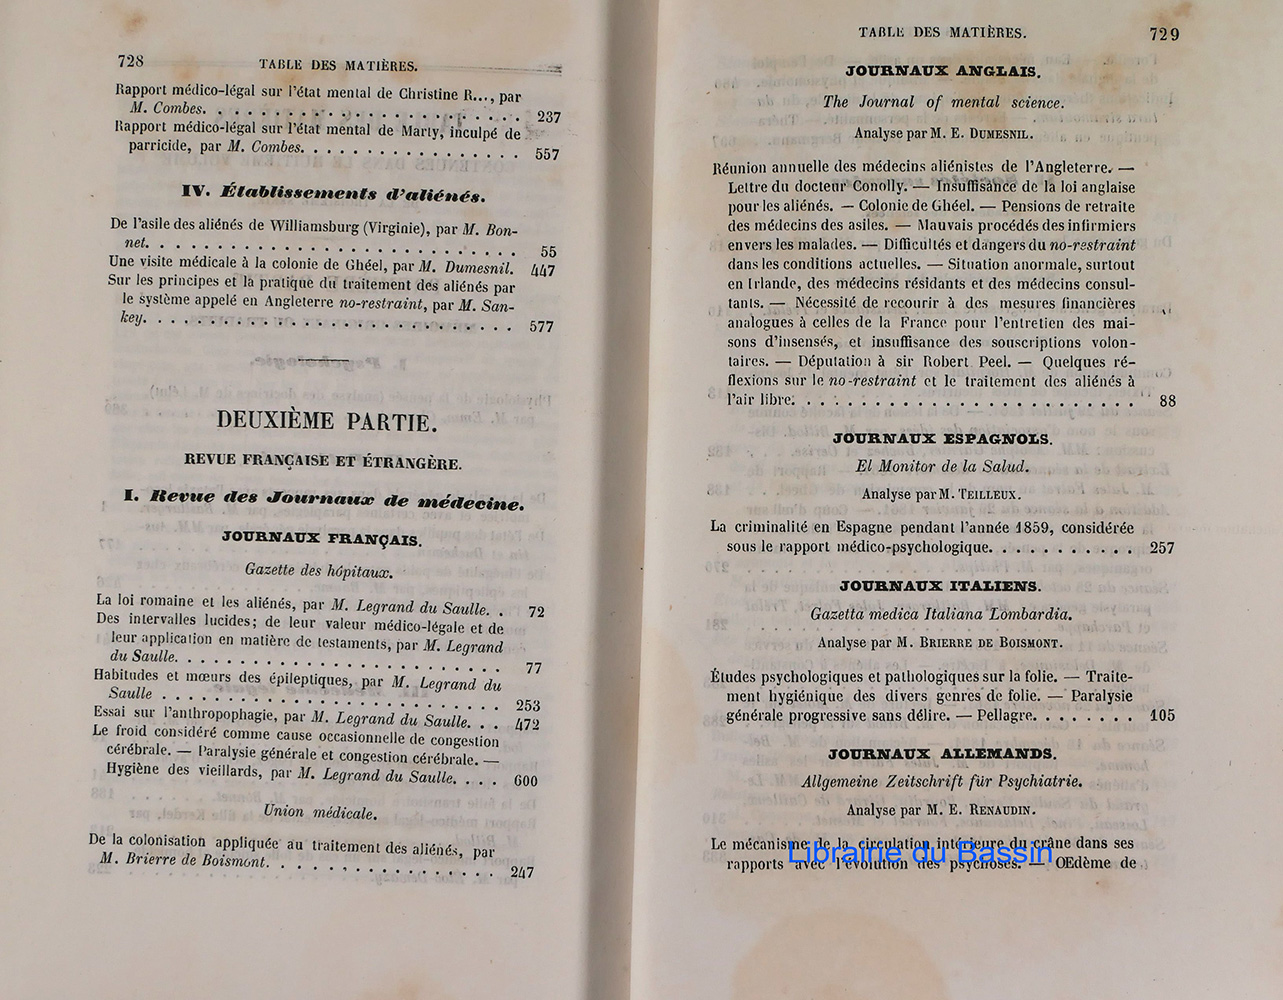 728
TABLE DES MATIÈRES.
Rapport médico-légal sur l'état mental de Christine R..., par
M. Combes. . . . . . . . . . . . . . . . . . . . . 237
Rapport médico-légal sur l'état mental de Marly, inculpé de
parricide, par M. Combes. . . . . . . . . . . . . . . . 557
IV. Établissements d'aliénés.
De l'asile des aliénés de Williamsburg (Virginie), par M. Bon-
net. . . . . . . . . . . . . . . . . . . . . . . . 55
Une visite médicale à la colonie de Ghéel, par M. Dumesnil. 447
Sur les principes et la pratique du traitement des aliénés par
le système appelé en Angleterre no-restraint, par M. San-
key. . . . . . . . . . . . . . . . . . . . . . . . 577
DEUXIÈME PARTIE.
REVUE FRANÇAISE ET ÉTRANGÈRE.
I. Revue des Journaux de médecine.
JOURNAUX FRANÇAIS.
Gazette des hôpitaux.
La loi romaine et les aliénés, par M. Legrand du Saulle. . 72
Des intervalles lucides; de leur valeur médico-légale et de
leur application en matière de testaments, par M. Legrand
du Saulle. . . . . . . . . . . . . . . . . . . . . . 77
Habitudes et mœurs des épileptiques, par M. Legrand du
Saulle . . . . . . . . . . . . . . . . . . . . . . . 253
Essai sur l'anthropophagie, par M. Legrand du Saulle. . . 472
Le froid considéré comme cause occasionnelle de congestion
cérébrale. — Paralysie générale et congestion cérébrale. —
Hygiène des vieillards, par M. Legrand du Saulle. . . . 600
Union médicale.
De la colonisation appliquée au traitement des aliénés, par
M. Brierre de Boismont. . . . . . . . . . . . . . . . 247
TABLE DES MATIÈRES.
729
JOURNAUX ANGLAIS.
The Journal of mental science.
Analyse par M. E. DUMESNIL.
Réunion annuelle des médecins aliénistes de l'Angleterre. —
Lettre du docteur Conolly. — Insuffisance de la loi anglaise
pour les aliénés. — Colonie de Ghéel. — Pensions de retraite
des médecins des asiles. — Mauvais procédés des infirmiers
envers les malades. — Difficultés et dangers du no-restraint
dans les conditions actuelles. — Situation anormale, surtout
en Irlande, des médecins résidants et des médecins consul-
tants. — Nécessité de recourir à des mesures financières
analogues à celles de la France pour l'entretien des mai-
sons d'insensés, et insuffisance des souscriptions volon-
taires. — Députation à sir Robert Peel. — Quelques ré-
flexions sur le no-restraint et le traitement des aliénés à
l'air libre. . . . . . . . . . . . . . . . . . . . . . 88
JOURNAUX ESPAGNOLS.
El Monitor de la Salud.
Analyse par M. TEILLEUX.
La criminalité en Espagne pendant l'année 1859, considérée
sous le rapport médico-psychologique. . . . . . . . . . . 257
JOURNAUX ITALIENS.
Gazetta medica Italiana Lombardia.
Analyse par M. BRIERRE DE BOISMONT.
Études psychologiques et pathologiques sur la folie. — Traite-
ment hygiénique des divers genres de folie. — Paralysie
générale progressive sans délire. — Pellagre. . . . . . . . 105
JOURNAUX ALLEMANDS.
Allgemeine Zeitschrift für Psychiatrie.
Analyse par M. E. RENAUDIN.
Le mécanisme de la circulation intérieure du crâne dans ses
rapports avec l'évolution des psychoses. — OEdème de
Librairie du Bassin